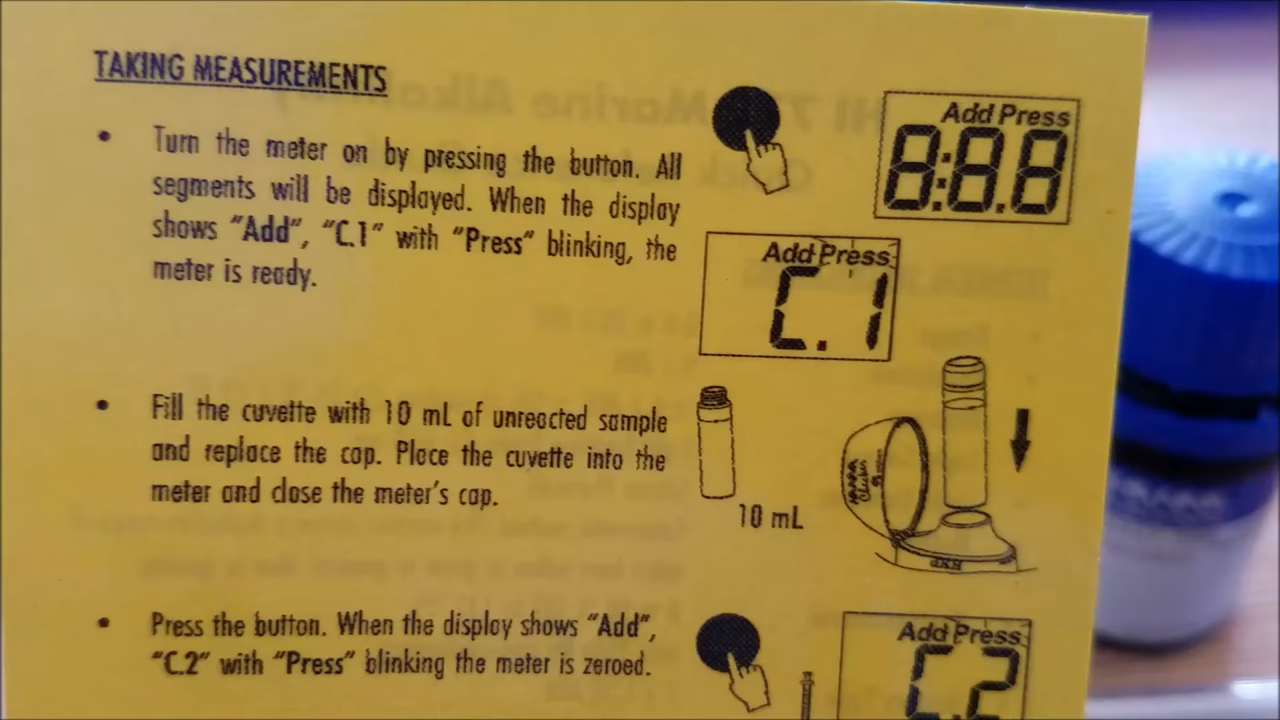 TAKING MEASUREMENTS
• Turn the meter on by pressing the button. All
segments will be displayed. When the display
shows "Add", "C.1" with "Press" blinking, the
meter is ready.
Add Press
8:8.8
Add Press
C.1
• Fill the cuvette with 10 mL of unreacted sample
and replace the cap. Place the cuvette into the
meter and close the meter's cap.
10 mL
dKH
• Press the button. When the display shows "Add",
"C.2" with "Press" blinking the meter is zeroed.
Add Press
C.2